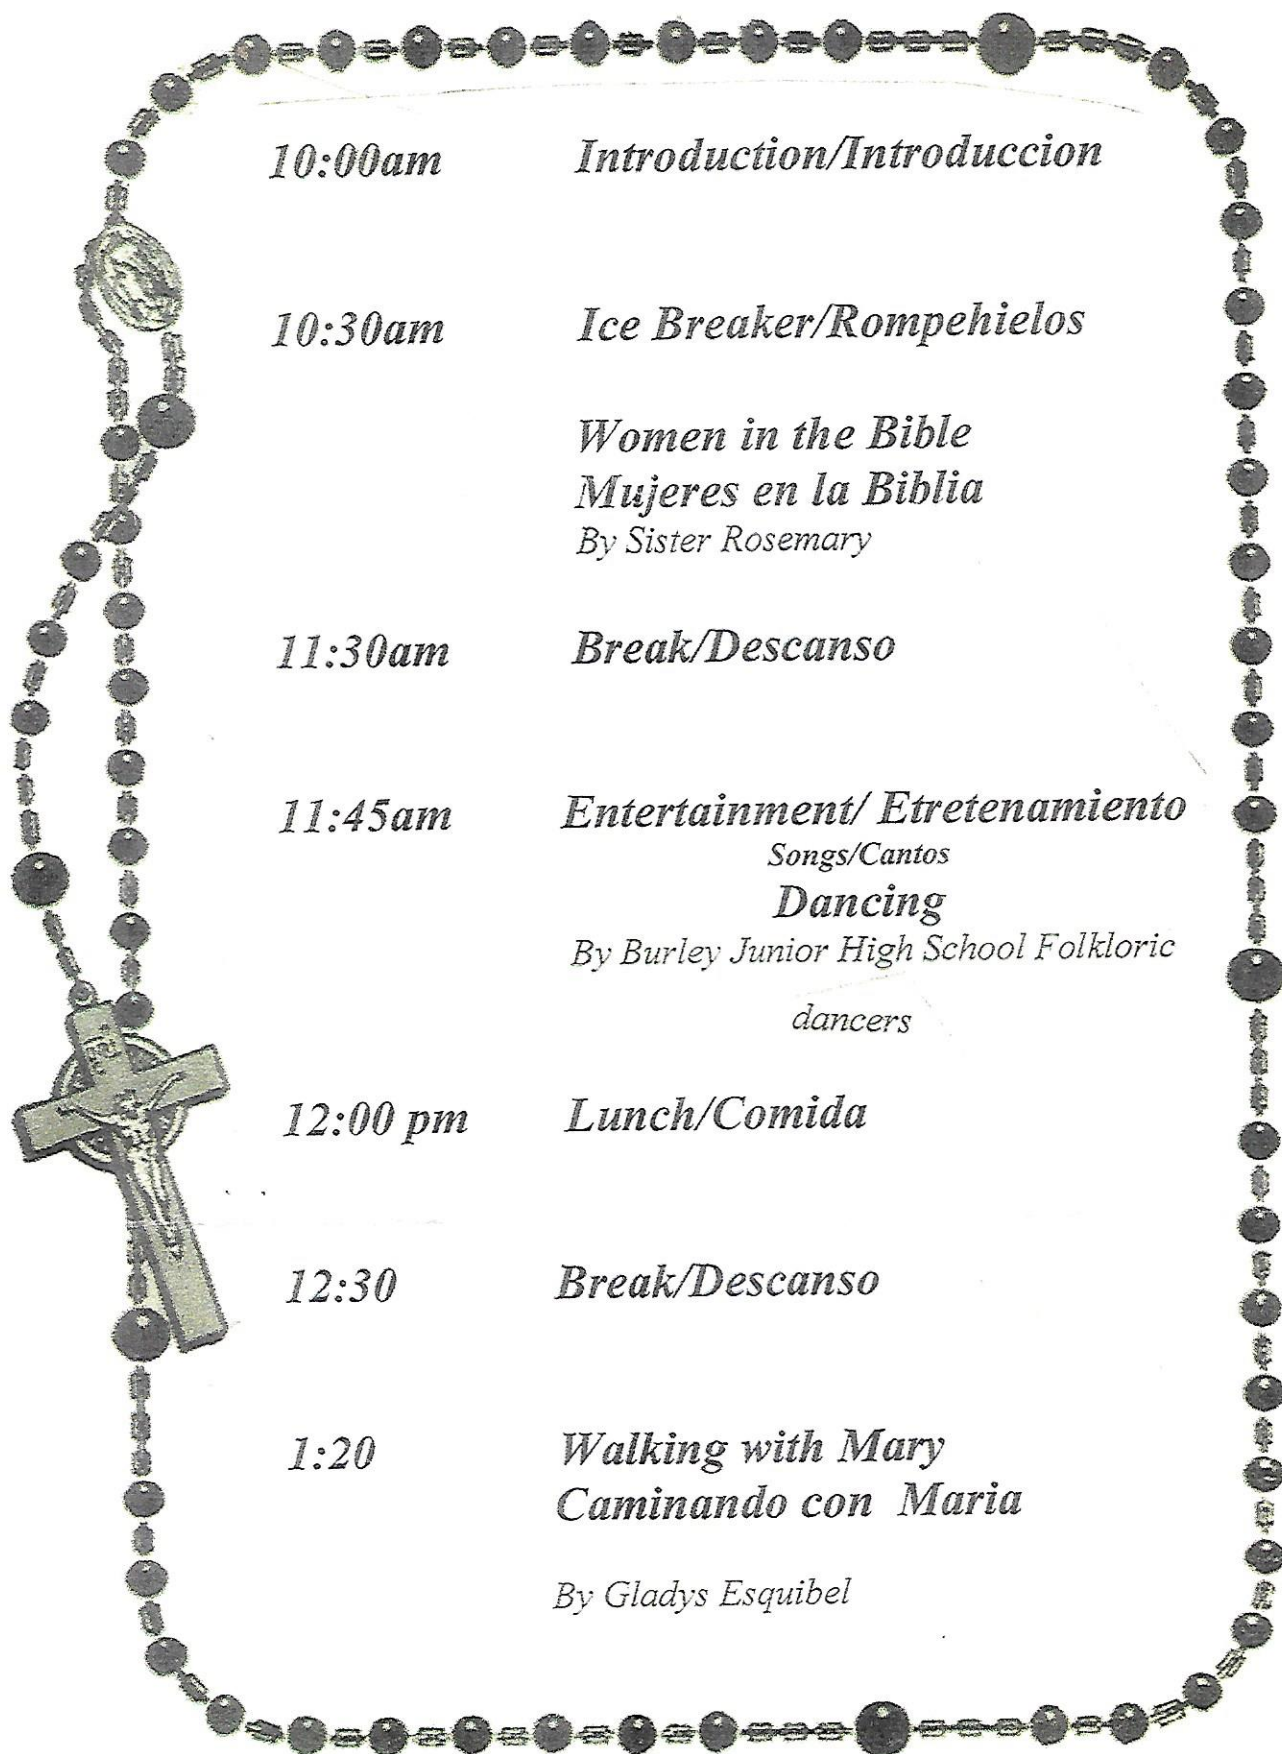 10:00am Introduction/Introduccion
10:30am Ice Breaker/Rompehielos
Women in the Bible
Mujeres en la Biblia
By Sister Rosemary
11:30am Break/Descanso
11:45am Entertainment/ Etretenamiento
Songs/Cantos
Dancing
By Burley Junior High School Folkloric
dancers
12:00 pm Lunch/Comida
12:30 Break/Descanso
1:20 Walking with Mary
Caminando con Maria
By Gladys Esquibel